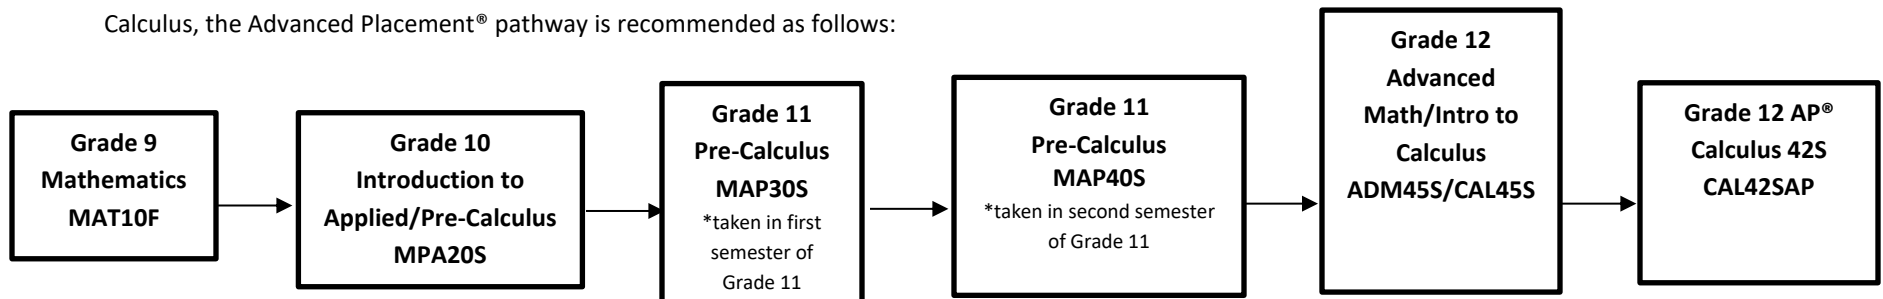 Calculus, the Advanced Placement® pathway is recommended as follows:
Grade 9
Mathematics
MAT10F
Grade 10
Introduction to
Applied/Pre-Calculus
MPA20S
Grade 11
Pre-Calculus
MAP30S
*taken in first
semester of
Grade 11
Grade 11
Pre-Calculus
MAP40S
*taken in second semester
of Grade 11
Grade 12
Advanced
Math/Intro to
Calculus
ADM45S/CAL45S
Grade 12 AP®
Calculus 42S
CAL42SAP